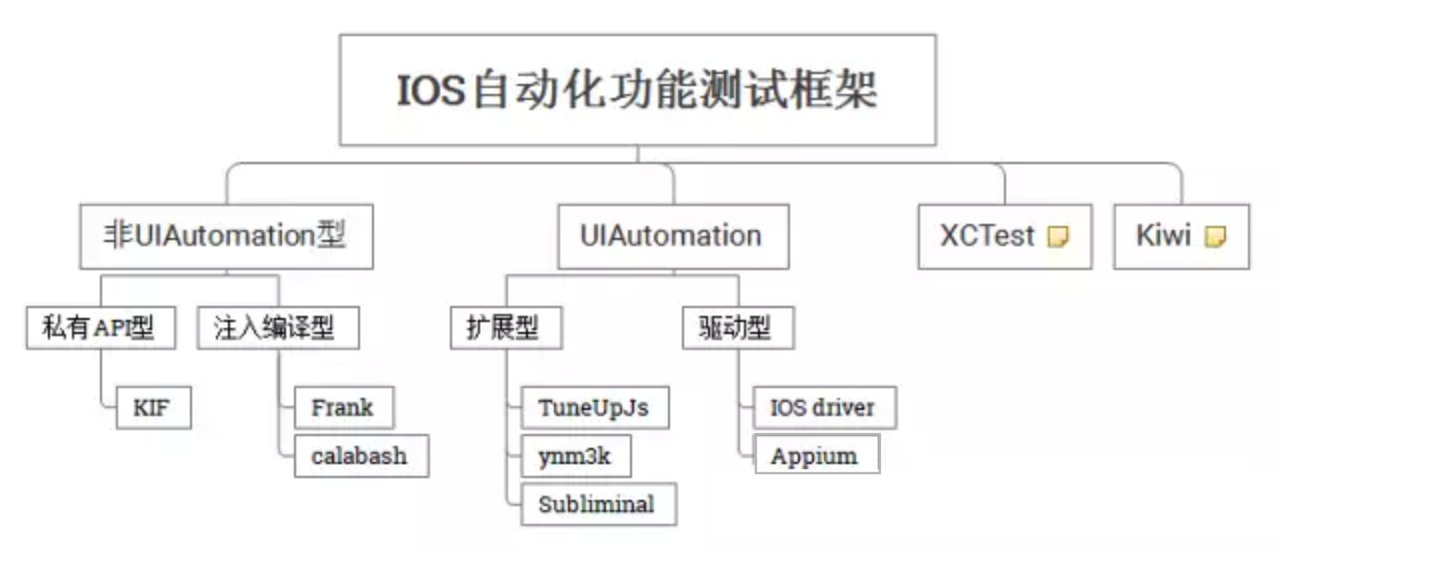 IOS自动化功能测试框架
非UIAutomation型
UIAutomation
XCTest
Kiwi
私有API型
注入编译型
扩展型
驱动型
KIF
Frank
TuneUpJs
IOS driver
calabash
ynm3k
Appium
Subliminal